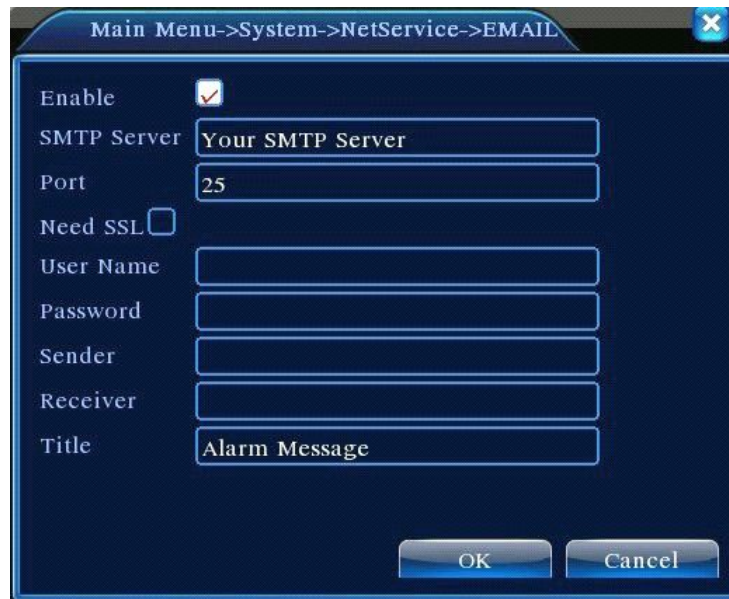 Main Menu->System->NetService->EMAIL
Enable
SMTP Server Your SMTP Server
Port 25
Need SSL
User Name
Password
Sender
Receiver
Title Alarm Message
OK Cancel